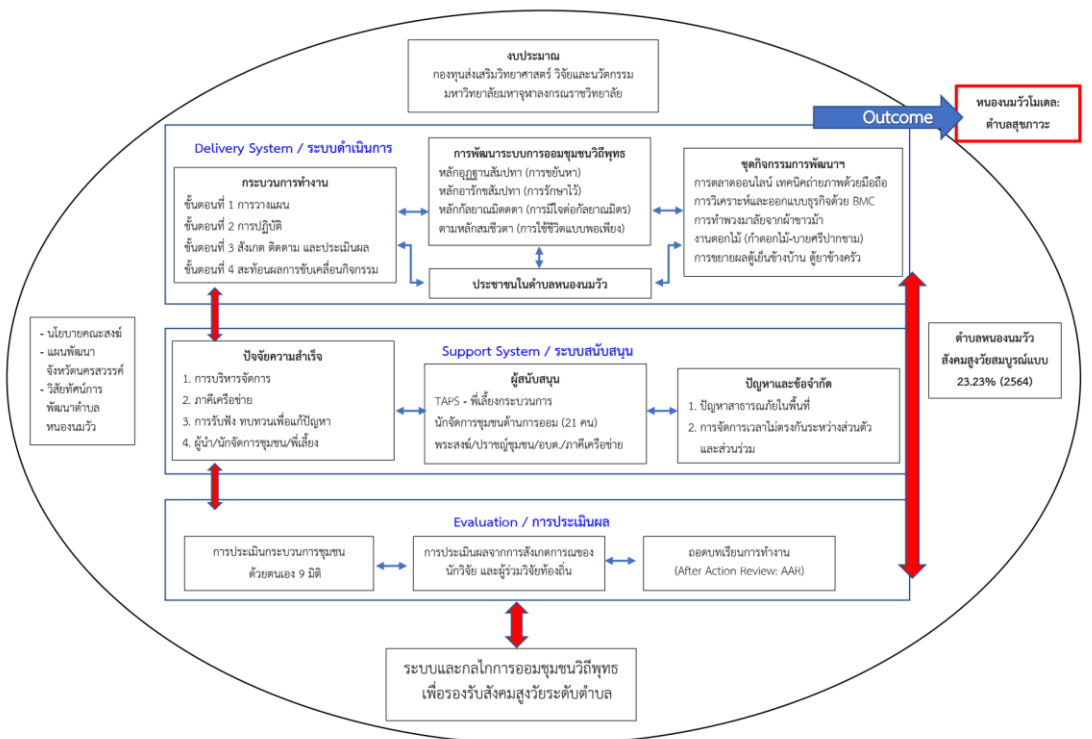 งบประมาณ
กองทุนส่งเสริมวิทยาศาสตร์ วิจัยและนวัตกรรม
มหาวิทยาลัยมหาจุฬาลงกรณราชวิทยาลัย
Outcome
หนองนมวัวโมเดล:
ตำบลสุขภาวะ
Delivery System / ระบบดำเนินการ
กระบวนการทำงาน
ขั้นตอนที่ 1 การวางแผน
ขั้นตอนที่ 2 การปฏิบัติ
ขั้นตอนที่ 3 สังเกต ติดตาม และประเมินผล
ขั้นตอนที่ 4 สะท้อนผลการขับเคลื่อนกิจกรรม
การพัฒนาระบบการออมชุมชนวิถีพุทธ
หลักอุฏฐานสัมปทา (การขยันหา)
หลักอารักขสัมปทา (การรักษาไว้)
หลักกัลยาณมิตตตา (การมีใจต่อกัลยาณมิตร)
ตามหลักสมชีวตา (การใช้ชีวิตแบบพอเพียง)
ประชาชนในตำบลหนองนมวัว
ชุดกิจกรรมการพัฒนาฯ
การตลาดออนไลน์ เทคนิคถ่ายภาพด้วยมือถือ
การวิเคราะห์และออกแบบธุรกิจด้วย BMC
การทำพวงมาลัยจากผ้าขาวม้า
งานดอกไม้ (กำดอกไม้-บายศรีปากชาม)
การขยายผลตู้เย็นข้างบ้าน ตู้ยาข้างครัว
- นโยบายคณะสงฆ์
- แผนพัฒนา
จังหวัดนครสวรรค์
- วิสัยทัศน์การ
พัฒนาตำบล
หนองนมวัว
Support System / ระบบสนับสนุน
ปัจจัยความสำเร็จ
1. การบริหารจัดการ
2. ภาคีเครือข่าย
3. การรับฟัง ทบทวนเพื่อแก้ปัญหา
4. ผู้นำ/นักจัดการชุมชน/พี่เลี้ยง
ผู้สนับสนุน
TAPS - พี่เลี้ยงกระบวนการ
นักจัดการชุมชนด้านการออม (21 คน)
พระสงฆ์/ปราชญ์ชุมชน/อบต./ภาคีเครือข่าย
ปัญหาและข้อจำกัด
1. ปัญหาสาธารณภัยในพื้นที่
2. การจัดการเวลาไม่ตรงกันระหว่างส่วนตัว
และส่วนร่วม
ตำบลหนองนมวัว
สังคมสูงวัยสมบูรณ์แบบ
23.23% (2564)
Evaluation / การประเมินผล
การประเมินกระบวนการชุมชน
ด้วยตนเอง 9 มิติ
การประเมินผลจากการสังเกตการณของ
นักวิจัย และผู้ร่วมวิจัยท้องถิ่น
ถอดบทเรียนการทำงาน
(After Action Review: AAR)
ระบบและกลไกการออมชุมชนวิถีพุทธ
เพื่อรองรับสังคมสูงวัยระดับตำบล